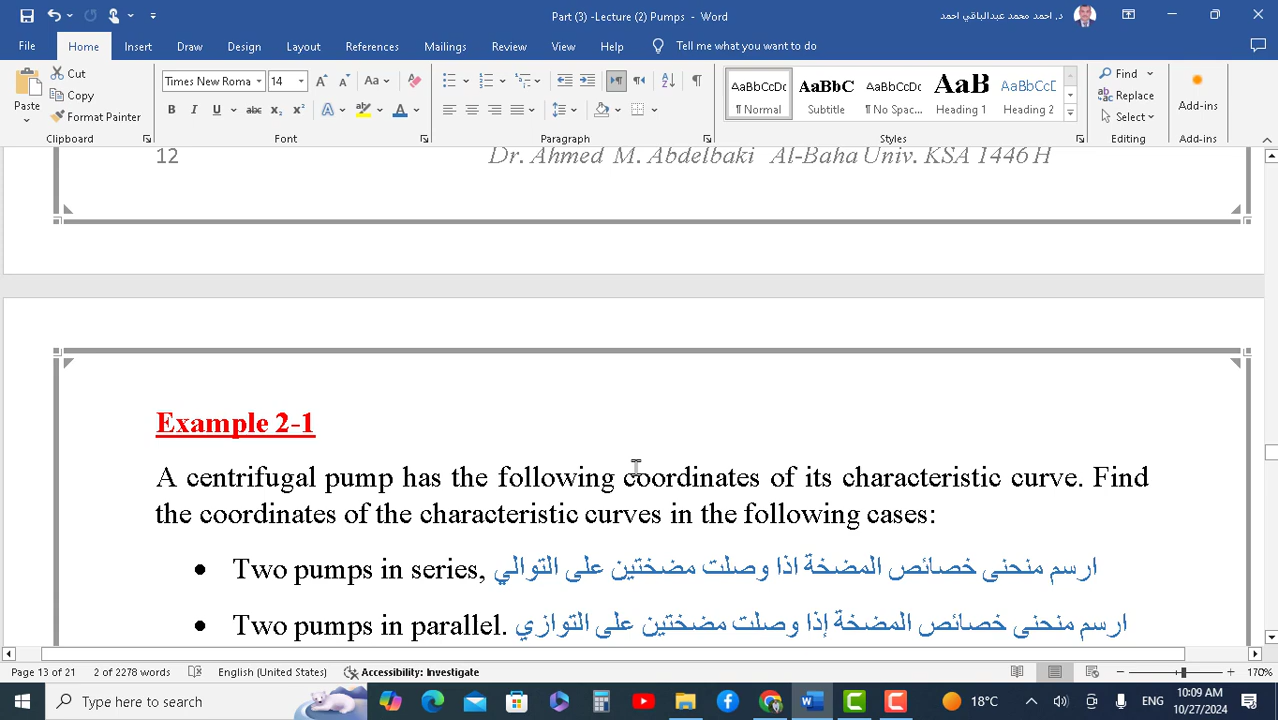 Part (3) -Lecture (2) Pumps - Word
د. احمد محمد عبدالباقي احمد
File Home Insert Draw Design Layout References Mailings Review View Help Tell me what you want to do
Paste
Cut
Copy
Format Painter
Clipboard
Times New Roma 14
Aa
B I U abc x₂ x²
A A
Font
Paragraph
AaBbCcDc
¶ Normal
AaBbC
Subtitle
AaBbCcDc
¶ No Spac...
AaB
Heading 1
AaBbCcE
Heading 2
Styles
Find
Replace
Select
Editing
Add-ins
Add-ins
12 Dr. Ahmed M. Abdelbaki Al-Baha Univ. KSA 1446 H
Example 2-1
A centrifugal pump has the following coordinates of its characteristic curve. Find
the coordinates of the characteristic curves in the following cases:
• Two pumps in series, ارسم منحنى خصائص المضخة اذا وصلت مضختين على التوالي
• Two pumps in parallel. ارسم منحنى خصائص المضخة إذا وصلت مضختين على التوازي
Page 13 of 21 2 of 2278 words English (United States) Accessibility: Investigate 170%
Type here to search
18°C
ENG
10:09 AM
10/27/2024